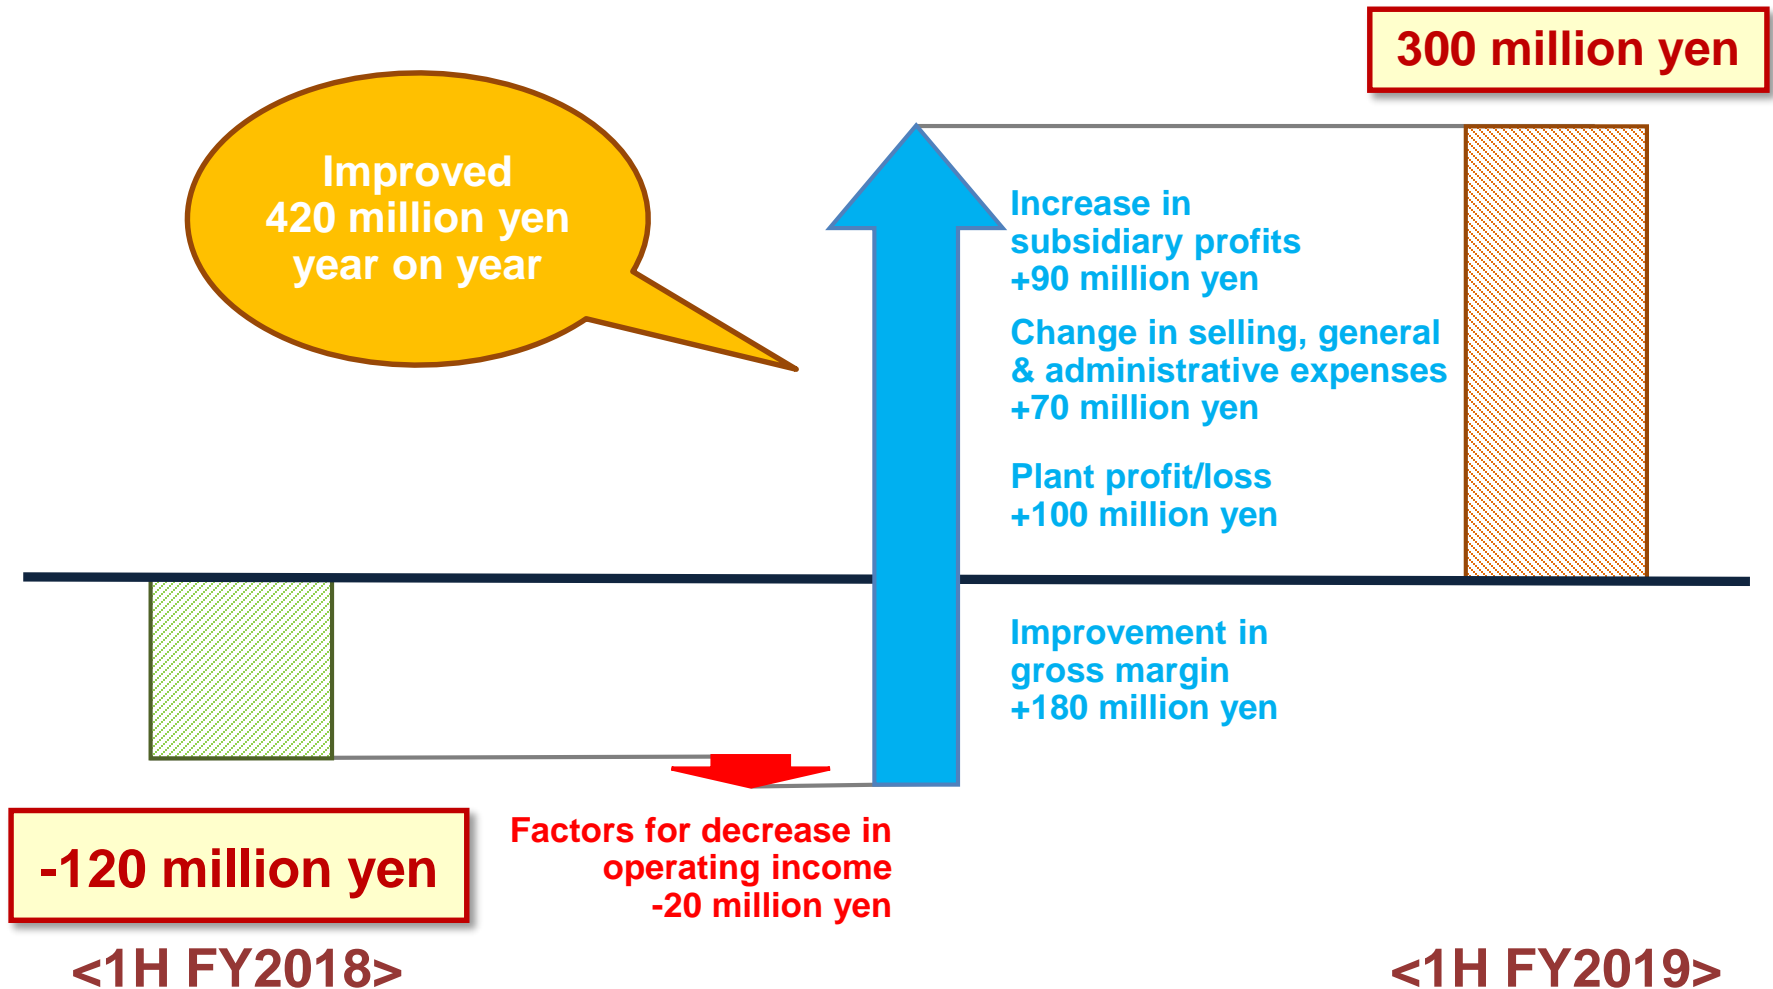 300 million yen
Improved
420 million yen
year on year
Increase in
subsidiary profits
+90 million yen
Change in selling, general
& administrative expenses
+70 million yen
Plant profit/loss
+100 million yen
Improvement in
gross margin
+180 million yen
Factors for decrease in
operating income
-20 million yen
-120 million yen
<1H FY2018>
<1H FY2019>